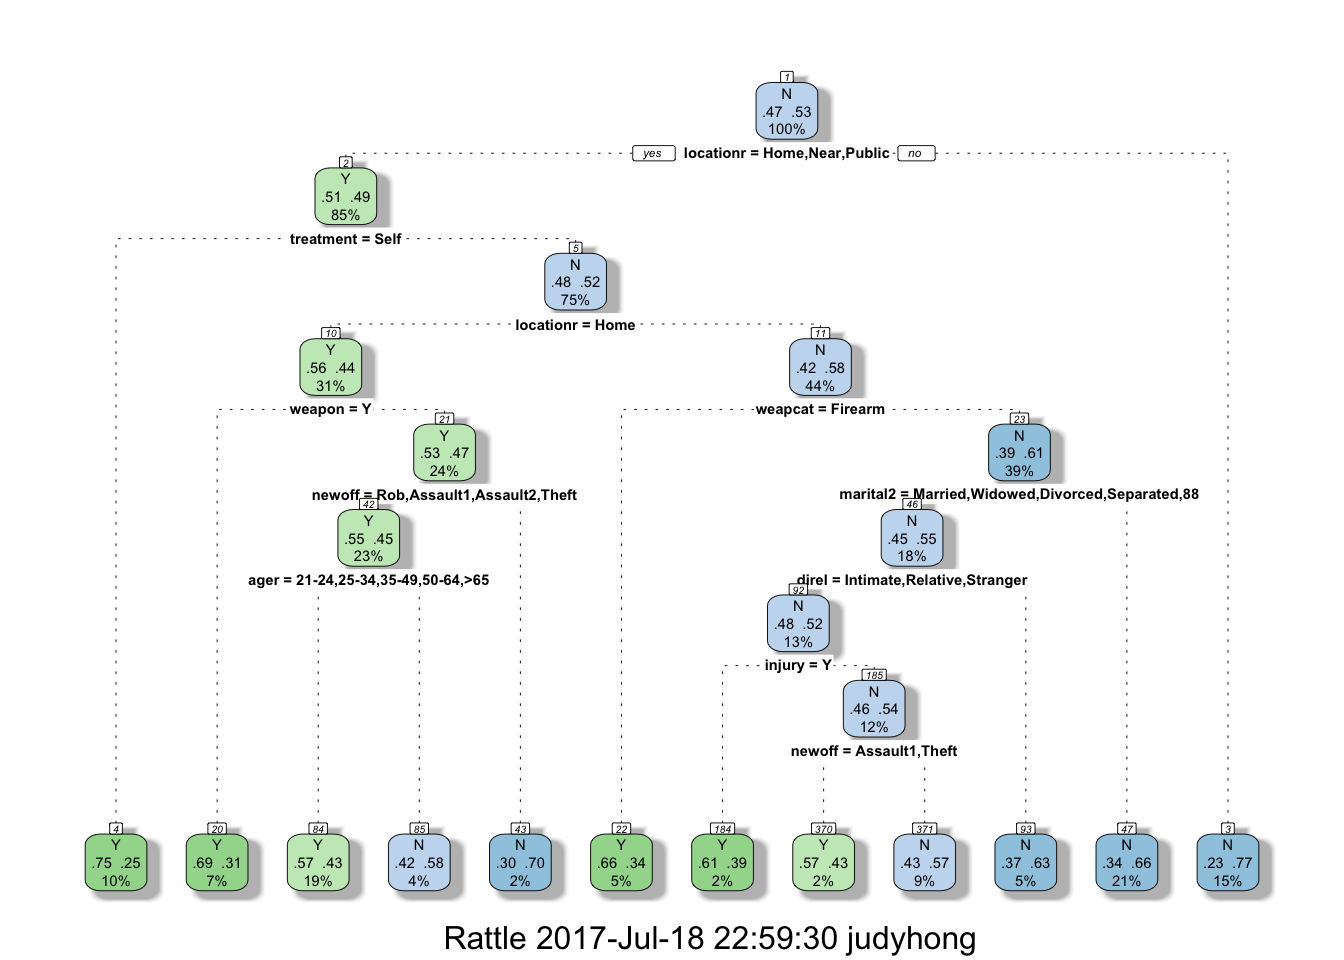 1
N
.47 .53
100%
yes locationr = Home,Near,Public no
2
Y
.51 .49
85%
treatment = Self
5
N
.48 .52
75%
locationr = Home
10
Y
.56 .44
31%
11
N
.42 .58
44%
weapon = Y
weapcat = Firearm
21
Y
.53 .47
24%
23
N
.39 .61
39%
newoff = Rob,Assault1,Assault2,Theft
marital2 = Married,Widowed,Divorced,Separated,88
42
Y
.55 .45
23%
46
N
.45 .55
18%
ager = 21-24,25-34,35-49,50-64,>65
direl = Intimate,Relative,Stranger
92
N
.48 .52
13%
injury = Y
185
N
.46 .54
12%
newoff = Assault1,Theft
4
Y
.75 .25
10%
20
Y
.69 .31
7%
84
Y
.57 .43
19%
85
N
.42 .58
4%
43
N
.30 .70
2%
22
Y
.66 .34
5%
184
Y
.61 .39
2%
370
Y
.57 .43
2%
371
N
.43 .57
9%
93
N
.37 .63
5%
47
N
.34 .66
21%
3
N
.23 .77
15%
Rattle 2017-Jul-18 22:59:30 judyhong